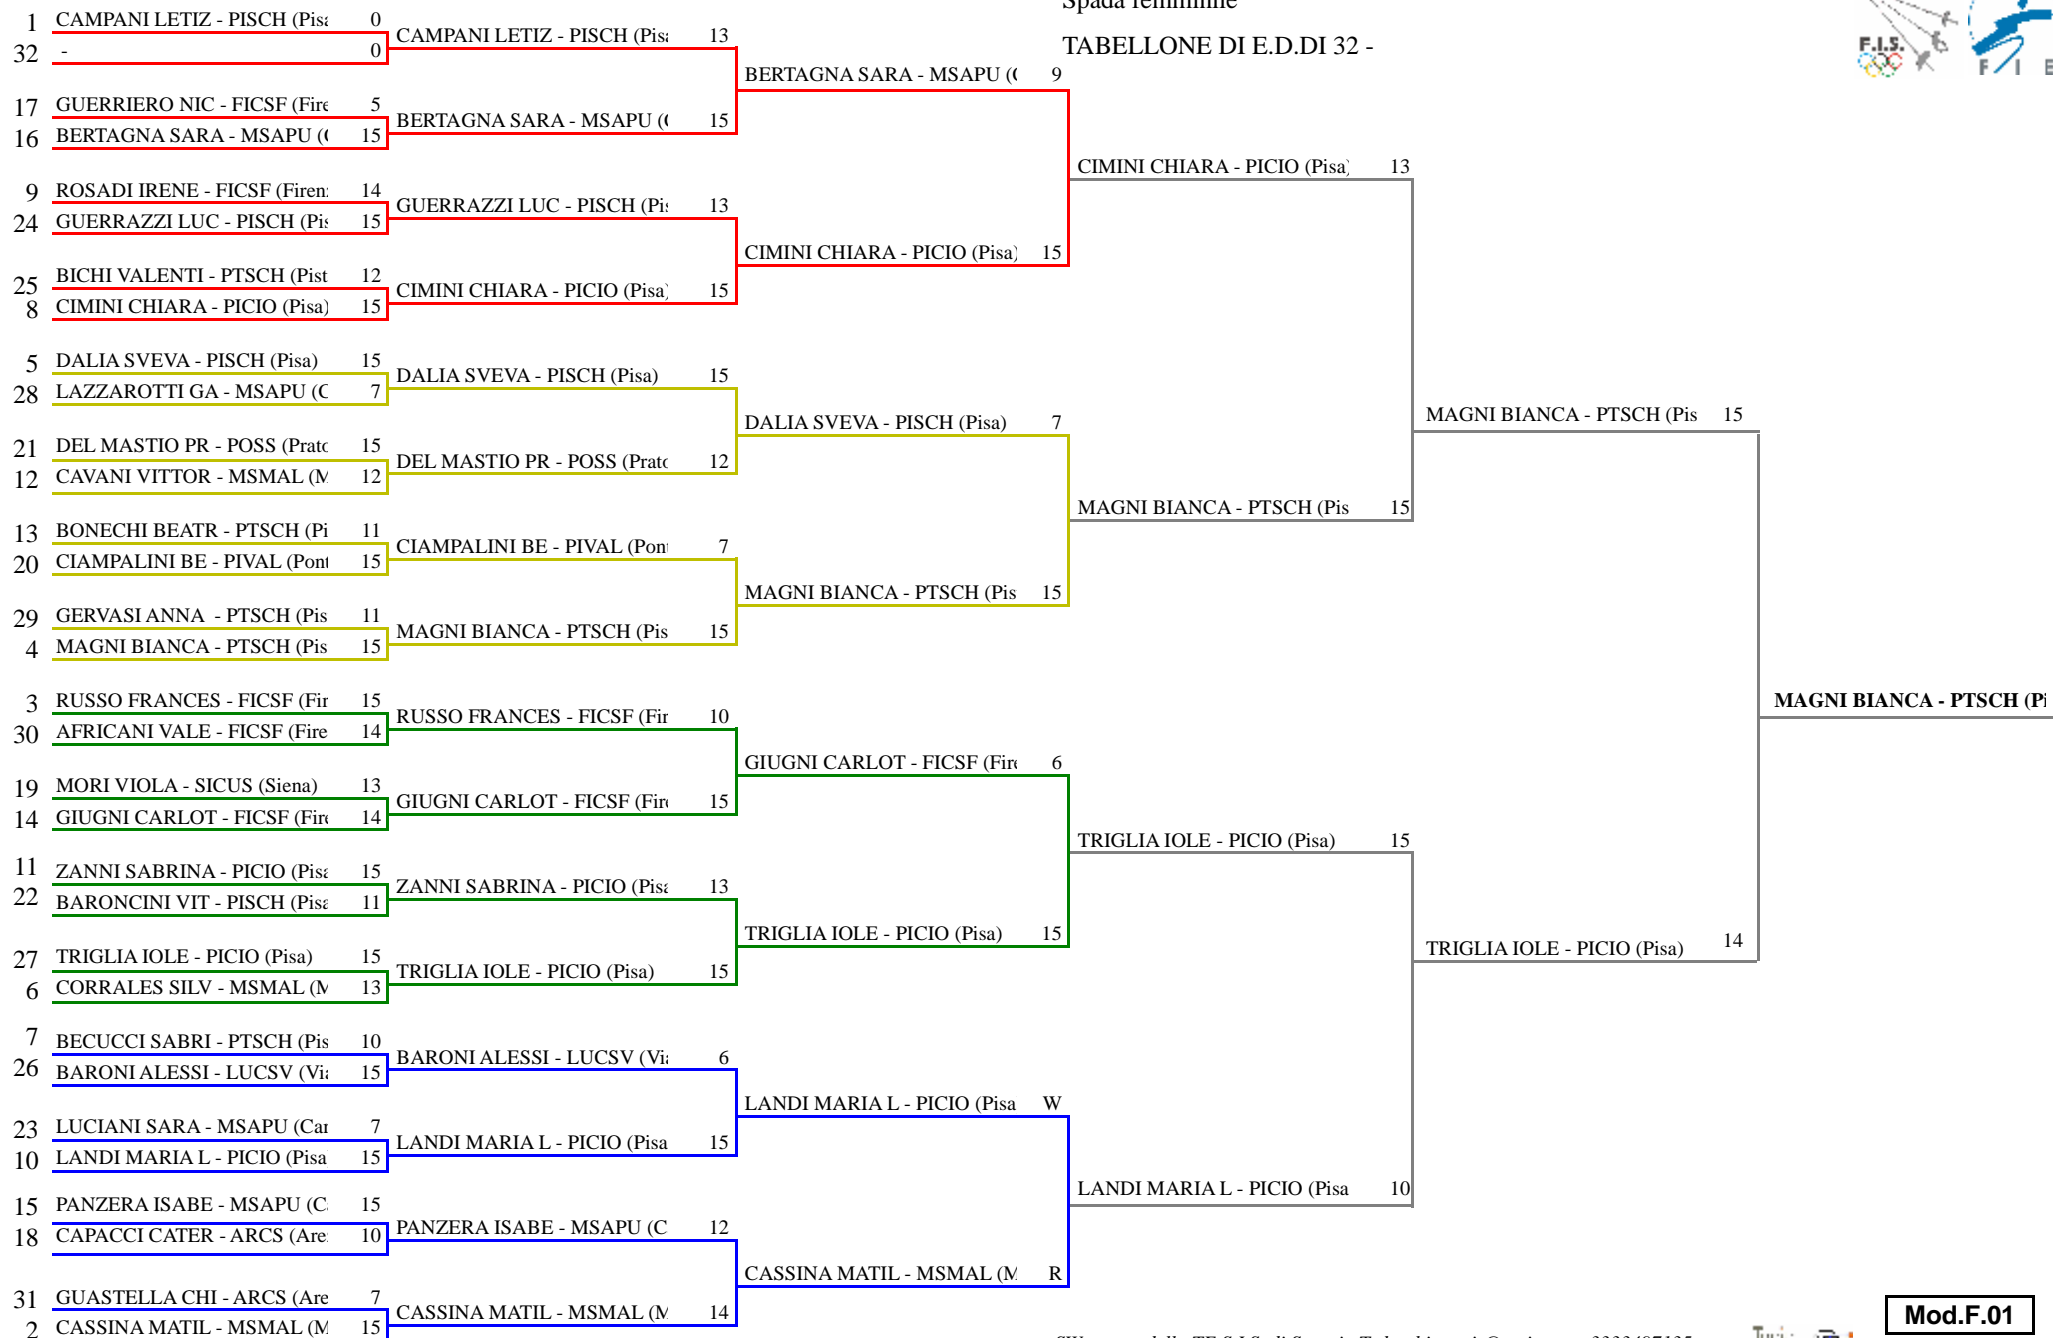 Spada femminile
TABELLONE DI E.D.DI 32 -
F.I.S.
F I E
1 CAMPANI LETIZ - PISCH (Pisa 0
32 - 0
17 GUERRIERO NIC - FICSF (Fire 5
16 BERTAGNA SARA - MSAPU ( 15
9 ROSADI IRENE - FICSF (Firen 14
24 GUERRAZZI LUC - PISCH (Pis 15
25 BICHI VALENTI - PTSCH (Pist 12
8 CIMINI CHIARA - PICIO (Pisa) 15
5 DALIA SVEVA - PISCH (Pisa) 15
28 LAZZAROTTI GA - MSAPU (C 7
21 DEL MASTIO PR - POSS (Prato 15
12 CAVANI VITTOR - MSMAL (M 12
13 BONECHI BEATR - PTSCH (Pi 11
20 CIAMPALINI BE - PIVAL (Pont 15
29 GERVASI ANNA - PTSCH (Pis 11
4 MAGNI BIANCA - PTSCH (Pis 15
3 RUSSO FRANCES - FICSF (Fir 15
30 AFRICANI VALE - FICSF (Fire 14
19 MORI VIOLA - SICUS (Siena) 13
14 GIUGNI CARLOT - FICSF (Fire 14
11 ZANNI SABRINA - PICIO (Pisa 15
22 BARONCINI VIT - PISCH (Pisa 11
27 TRIGLIA IOLE - PICIO (Pisa) 15
6 CORRALES SILV - MSMAL (M 13
7 BECUCCI SABRI - PTSCH (Pis 10
26 BARONI ALESSI - LUCSV (Via 15
23 LUCIANI SARA - MSAPU (Car 7
10 LANDI MARIA L - PICIO (Pisa 15
15 PANZERA ISABE - MSAPU (C 15
18 CAPACCI CATER - ARCS (Are 10
31 GUASTELLA CHI - ARCS (Are 7
2 CASSINA MATIL - MSMAL (M 15
CAMPANI LETIZ - PISCH (Pisa 13
BERTAGNA SARA - MSAPU ( 15
GUERRAZZI LUC - PISCH (Pis 13
CIMINI CHIARA - PICIO (Pisa) 15
DALIA SVEVA - PISCH (Pisa) 15
DEL MASTIO PR - POSS (Prato 12
CIAMPALINI BE - PIVAL (Pont 7
MAGNI BIANCA - PTSCH (Pis 15
RUSSO FRANCES - FICSF (Fir 10
GIUGNI CARLOT - FICSF (Fire 15
ZANNI SABRINA - PICIO (Pisa 13
TRIGLIA IOLE - PICIO (Pisa) 15
BARONI ALESSI - LUCSV (Via 6
LANDI MARIA L - PICIO (Pisa 15
PANZERA ISABE - MSAPU (C 12
CASSINA MATIL - MSMAL (M 14
BERTAGNA SARA - MSAPU ( 9
CIMINI CHIARA - PICIO (Pisa) 15
DALIA SVEVA - PISCH (Pisa) 7
MAGNI BIANCA - PTSCH (Pis 15
GIUGNI CARLOT - FICSF (Fire 6
TRIGLIA IOLE - PICIO (Pisa) 15
LANDI MARIA L - PICIO (Pisa W
CASSINA MATIL - MSMAL (M R
CIMINI CHIARA - PICIO (Pisa) 13
MAGNI BIANCA - PTSCH (Pis 15
TRIGLIA IOLE - PICIO (Pisa) 15
LANDI MARIA L - PICIO (Pisa 10
MAGNI BIANCA - PTSCH (Pis 15
TRIGLIA IOLE - PICIO (Pisa) 14
MAGNI BIANCA - PTSCH (Pi
Mod.F.01